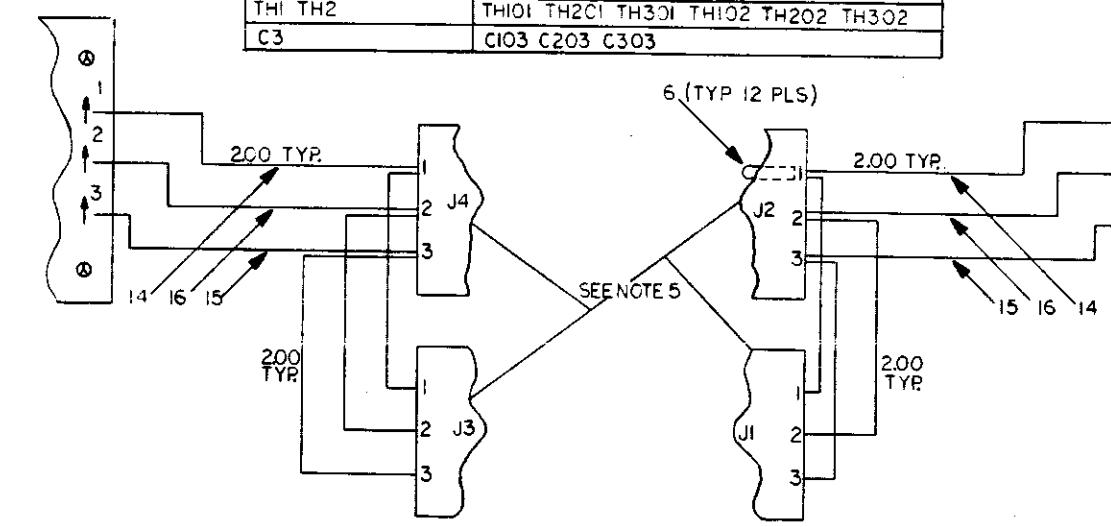 TH1 TH2 TH101 TH201 TH301 TH102 TH202 TH302
C3 C103 C203 C303
6 (TYP 12 PLS)
1
2
3
2.00 TYP.
1
2
3
J4
14 16 15
2.00 TYP.
1
2
3
J3
SEE NOTE 5
1
2
3
J2
2.00 TYP.
15 16 14
2.00 TYP.
1
2
3
J1